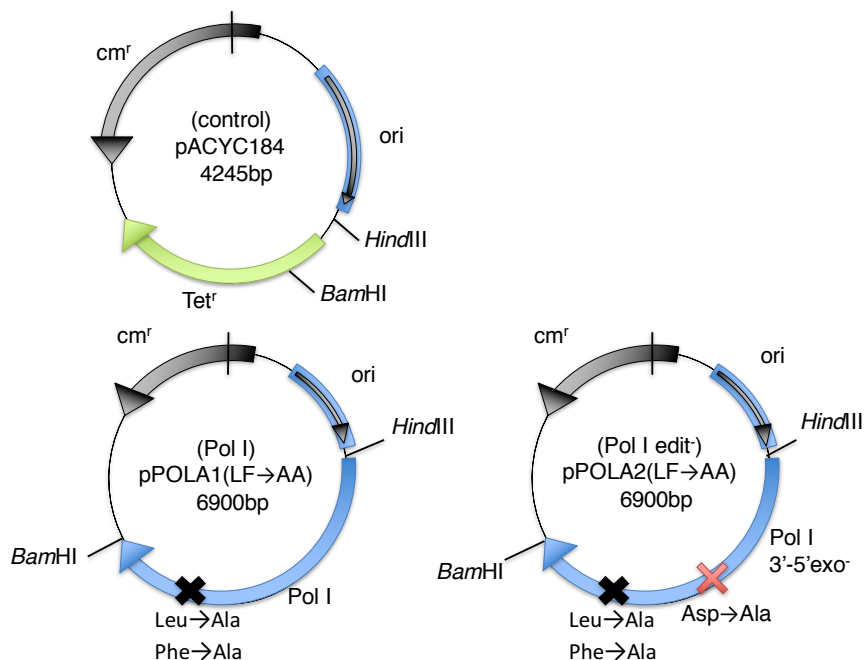 cmʳ
(control)
pACYC184
4245bp
ori
HindIII
BamHI
Tetʳ
cmʳ
ori
HindIII
(Pol I)
pPOLA1(LF→AA)
6900bp
BamHI
Pol I
Leu→Ala
Phe→Ala
cmʳ
ori
HindIII
(Pol I edit⁻)
pPOLA2(LF→AA)
6900bp
BamHI
Pol I
3'-5'exo⁻
Asp→Ala
Leu→Ala
Phe→Ala